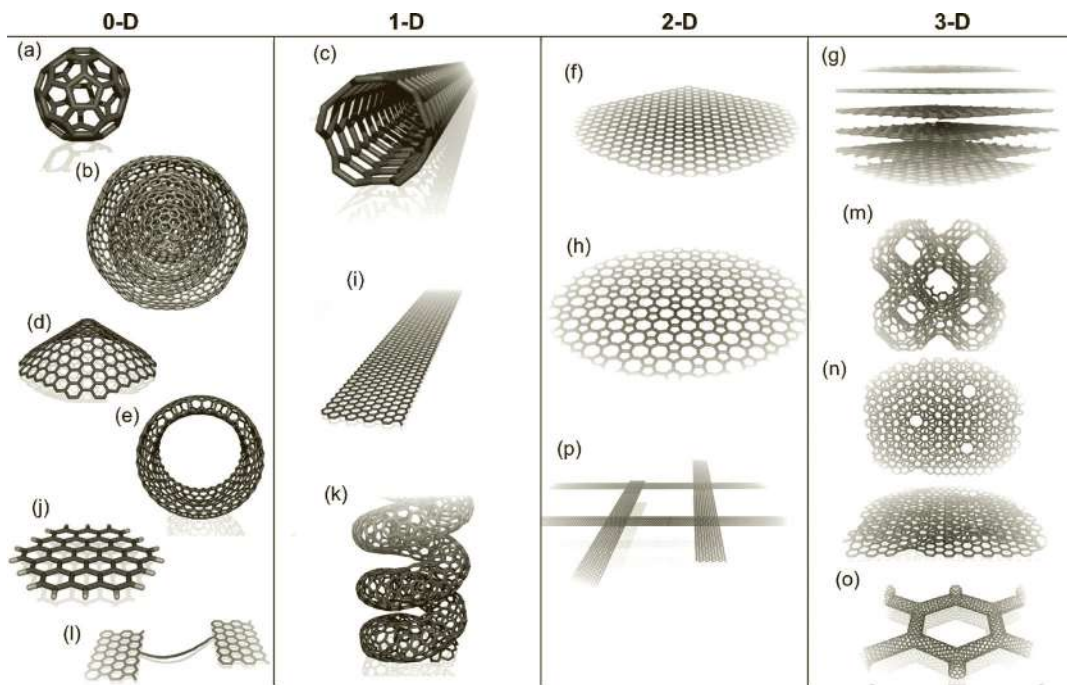 0-D 1-D 2-D 3-D
(a)
(b)
(d)
(e)
(j)
(l)
(c)
(i)
(k)
(f)
(h)
(p)
(g)
(m)
(n)
(o)